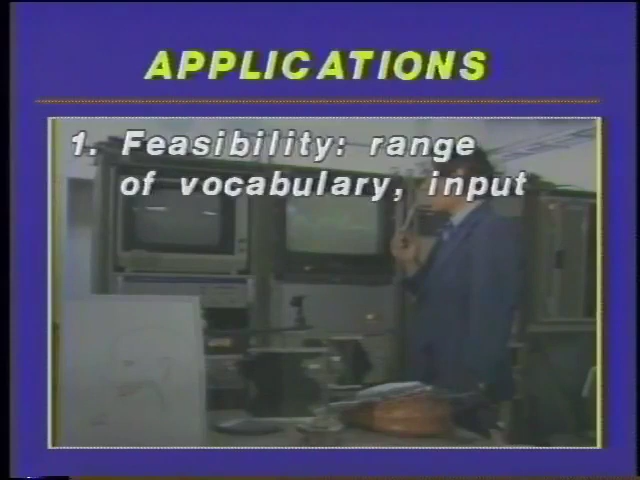 APPLICATIONS
1. Feasibility: range
of vocabulary, input